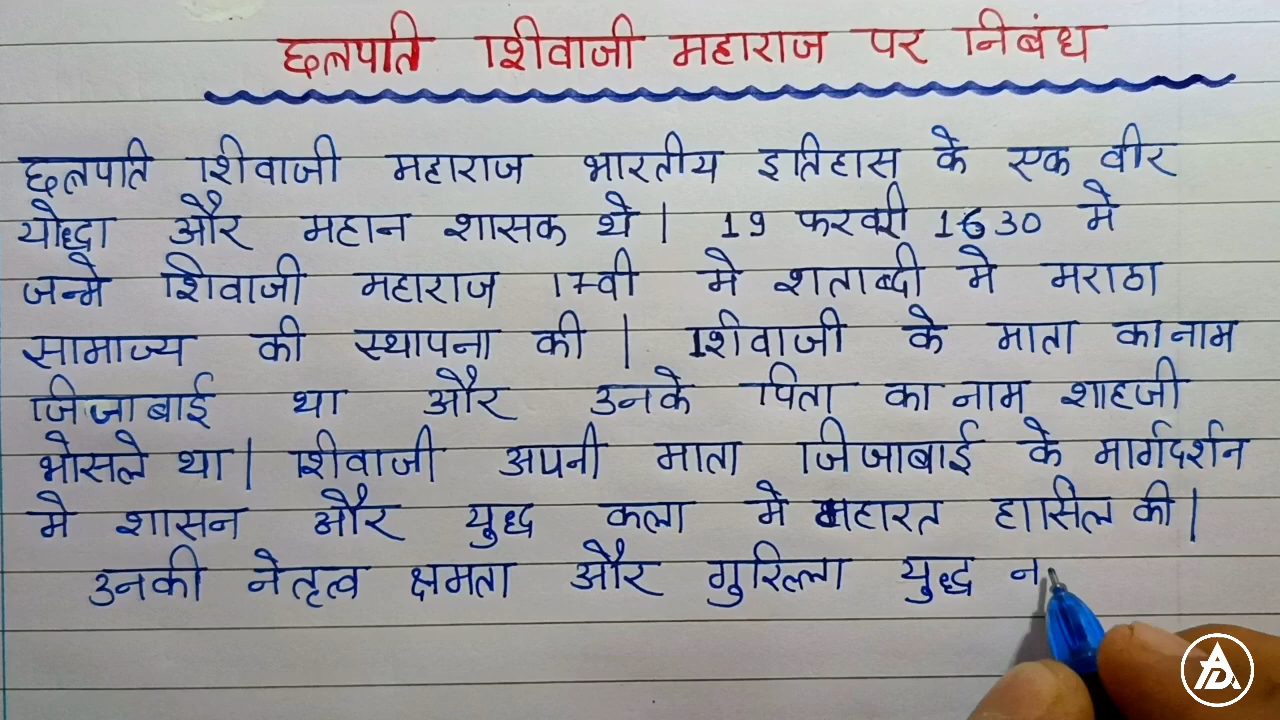 छत्रपति शिवाजी महाराज पर निबंध
छत्रपति शिवाजी महाराज भारतीय इतिहास के एक वीर
योद्धा और महान शासक थे। 19 फरवरी 1630 मे
जन्मे शिवाजी महाराज 17वी मे शताब्दी मे मराठा
सामाज्य की स्थापना की। शिवाजी के माता का नाम
जिजाबाई था और उनके पिता का नाम शाहजी
भोसले था। शिवाजी अपनी माता जिजाबाई के मार्गदर्शन
मे शासन और युद्ध कला मे महारत हासिल की।
उनकी नेतृत्व क्षमता और गुरिल्ला युद्ध न